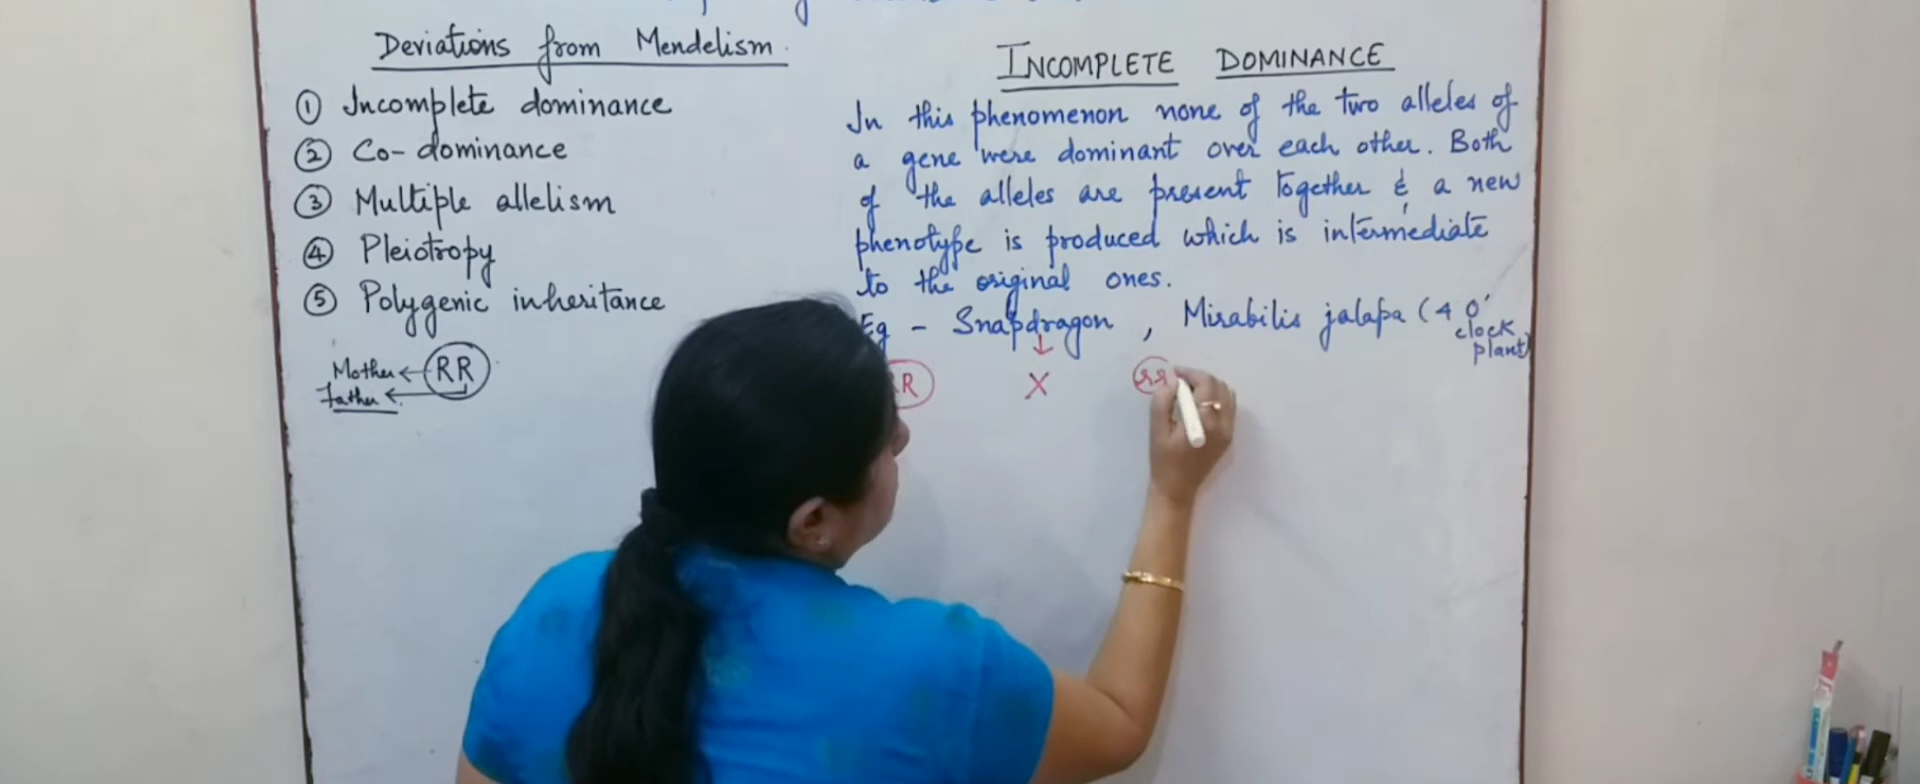 Deviations from Mendelism.
① Incomplete dominance
② Co-dominance
③ Multiple allelism
④ Pleiotropy
⑤ Polygenic inheritance
Mother ← RR
Father ←
INCOMPLETE DOMINANCE
In this phenomenon none of the two alleles of
a gene were dominant over each other. Both
of the alleles are present together & a new
phenotype is produced which is intermediate
to the original ones.
Eg - Snapdragon, Mirabilis jalapa (4 O'
clock
plant)
↓
RR X rr